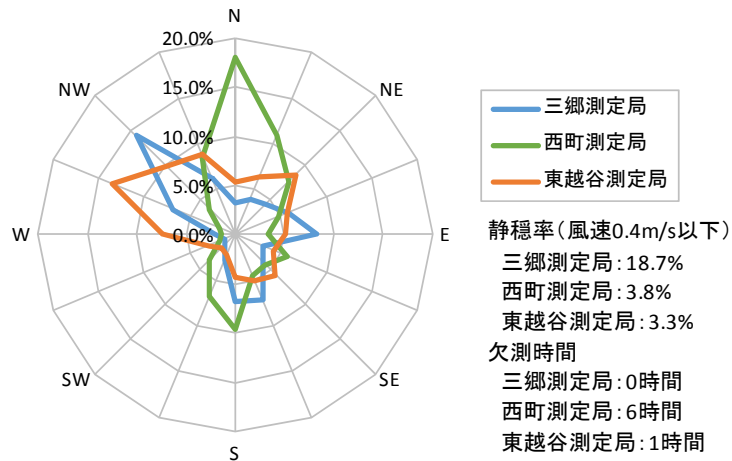 N
20.0%
15.0%
10.0%
5.0%
0.0%
NW
NE
W
E
SW
SE
S
三郷測定局
西町測定局
東越谷測定局
静穏率（風速0.4m/s以下）
三郷測定局：18.7%
西町測定局：3.8%
東越谷測定局：3.3%
欠測時間
三郷測定局：0時間
西町測定局：6時間
東越谷測定局：1時間